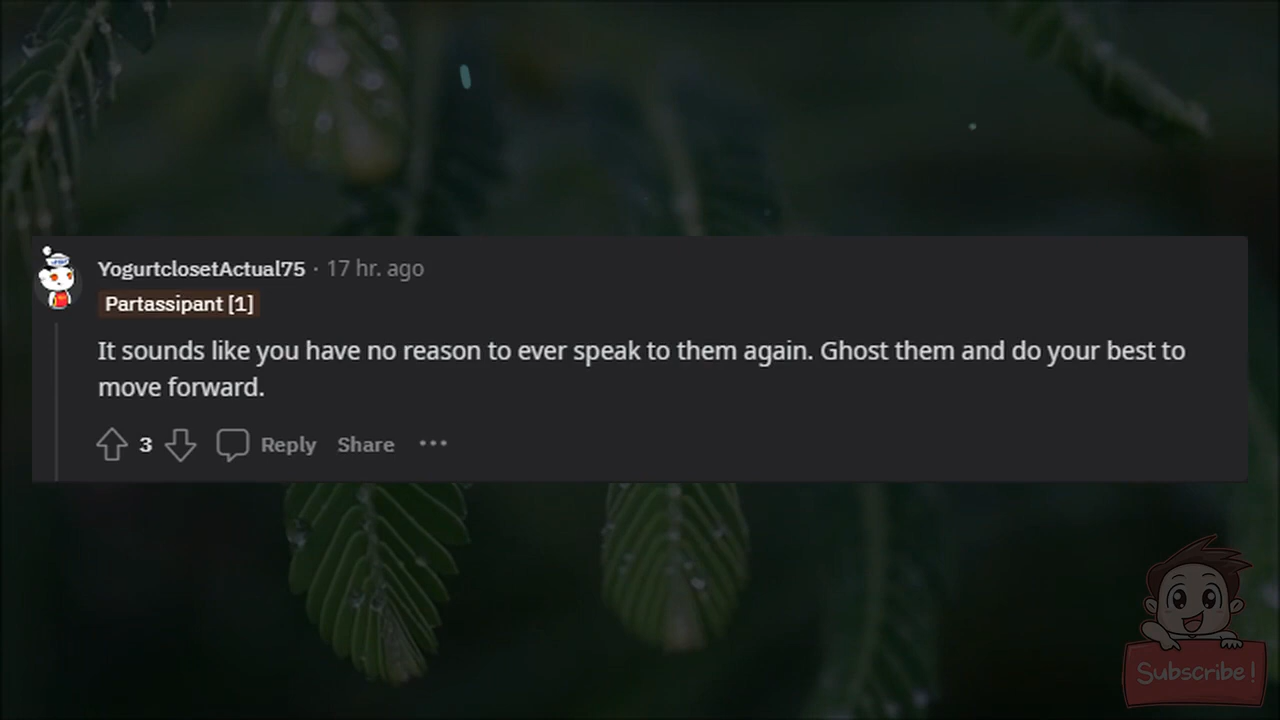 YogurtclosetActual75 · 17 hr. ago
Partassipant [1]
It sounds like you have no reason to ever speak to them again. Ghost them and do your best to
move forward.
3 Reply Share ···
Subscribe!